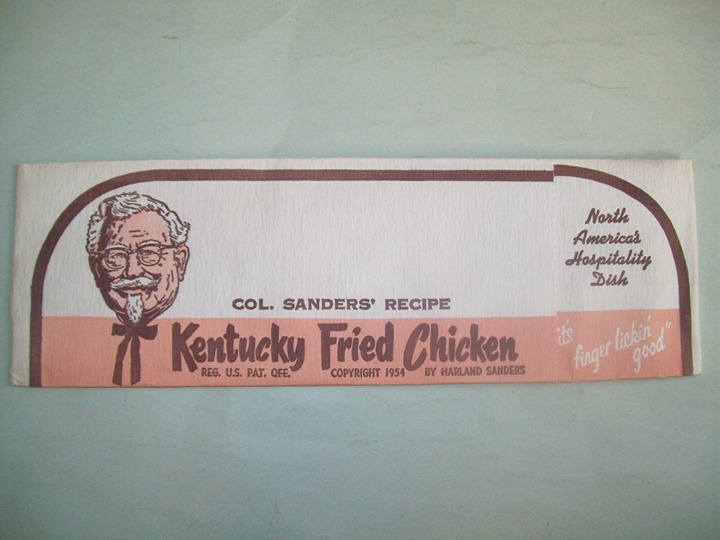 North
America's
Hospitality
Dish
COL. SANDERS' RECIPE
Kentucky Fried Chicken
REG. U.S. PAT. OFF. COPYRIGHT 1954 BY HARLAND SANDERS
"it's
finger lickin'
good"